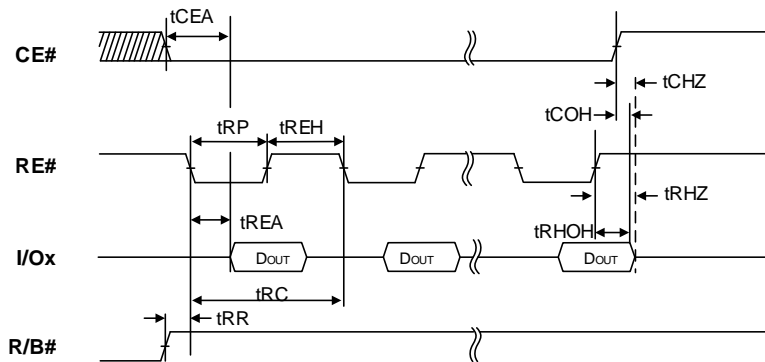 tCEA
CE#
tCHZ
tCOH
tRP
tREH
RE#
tREA
tRHZ
tRHOH
I/Ox
DOUT
DOUT
DOUT
tRC
tRR
R/B#